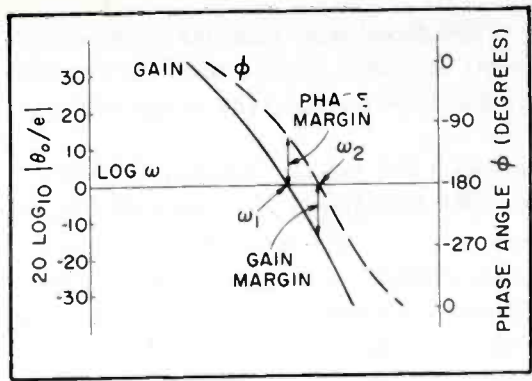 GAIN
ϕ
PHASE
MARGIN
ω2
LOG ω
ω1
GAIN
MARGIN
30
20
10
0
-10
-20
-30
20 LOG10 |θo/e|
0
-90
-180
-270
0
PHASE ANGLE ϕ (DEGREES)